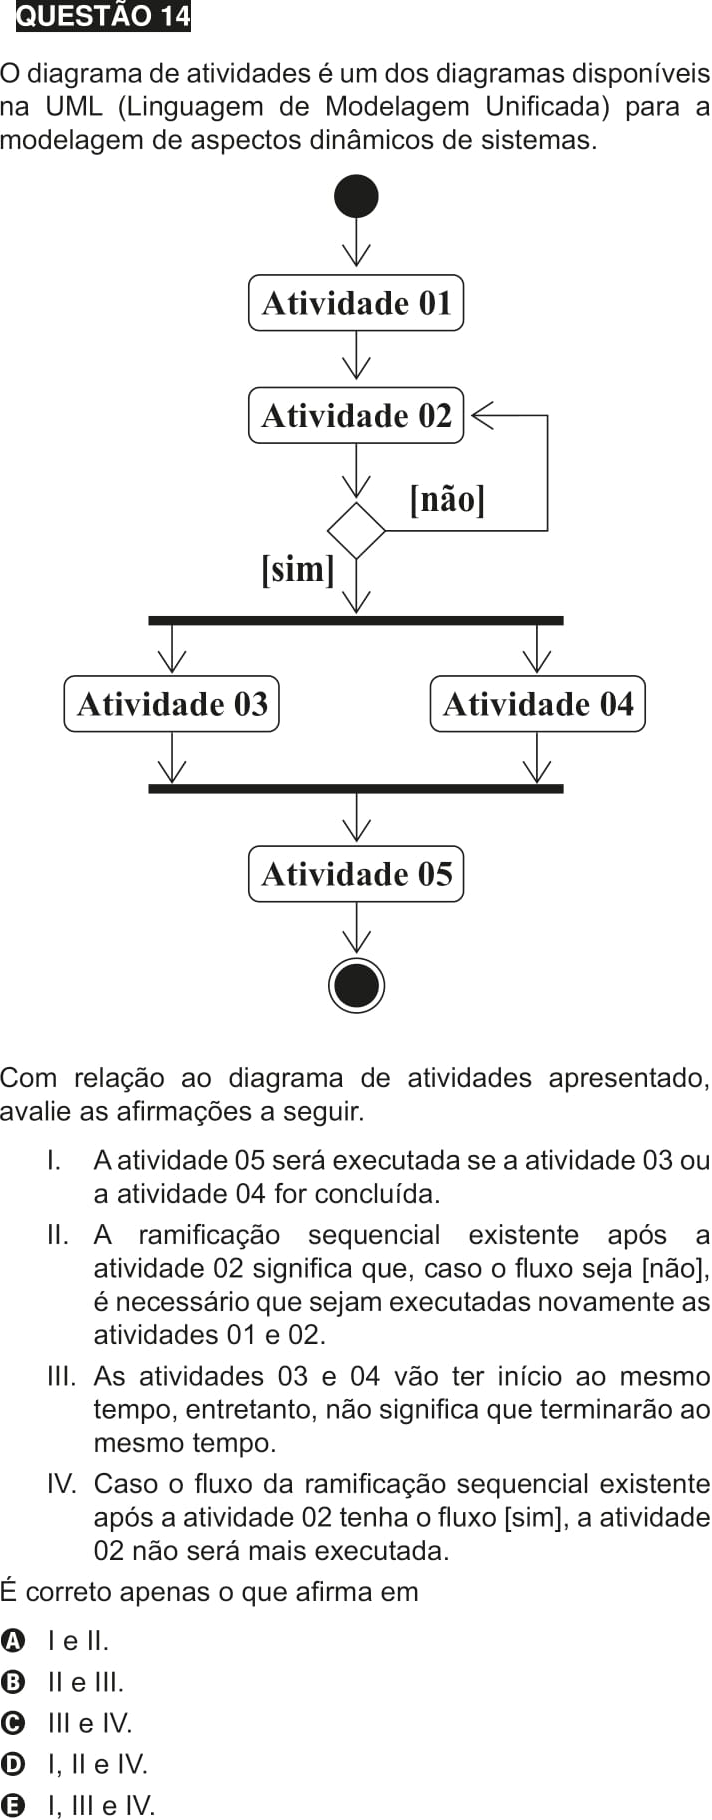 QUESTÃO 14
O diagrama de atividades é um dos diagramas disponíveis
na UML (Linguagem de Modelagem Unificada) para a
modelagem de aspectos dinâmicos de sistemas.
Atividade 01
Atividade 02
[não]
[sim]
Atividade 03
Atividade 04
Atividade 05
Com relação ao diagrama de atividades apresentado,
avalie as afirmações a seguir.
I. A atividade 05 será executada se a atividade 03 ou
a atividade 04 for concluída.
II. A ramificação sequencial existente após a
atividade 02 significa que, caso o fluxo seja [não],
é necessário que sejam executadas novamente as
atividades 01 e 02.
III. As atividades 03 e 04 vão ter início ao mesmo
tempo, entretanto, não significa que terminarão ao
mesmo tempo.
IV. Caso o fluxo da ramificação sequencial existente
após a atividade 02 tenha o fluxo [sim], a atividade
02 não será mais executada.
É correto apenas o que afirma em
A I e II.
B II e III.
C III e IV.
D I, II e IV.
E I, III e IV.